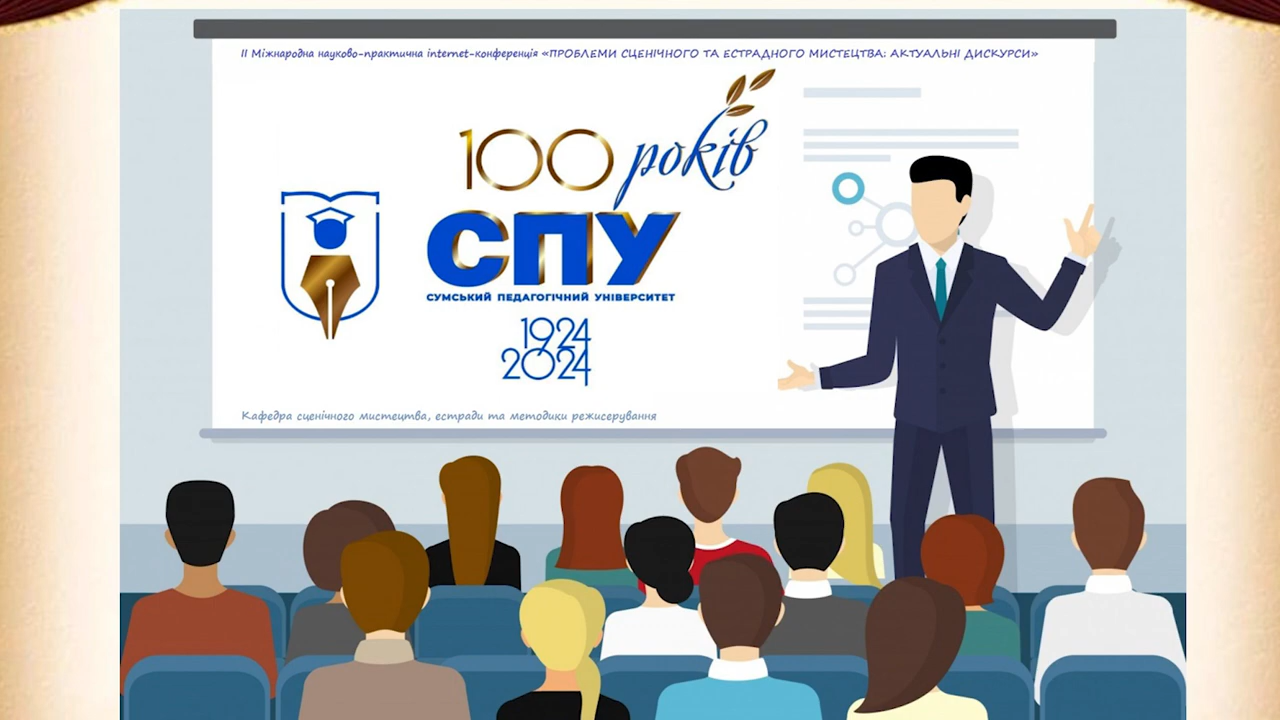 II Міжнародна науково-практична internet-конференція «ПРОБЛЕМИ СЦЕНІЧНОГО ТА ЕСТРАДНОГО МИСТЕЦТВА: АКТУАЛЬНІ ДИСКУРСИ»
100 років
СПУ
СУМСЬКИЙ ПЕДАГОГІЧНИЙ УНІВЕРСИТЕТ
1924
2024
Кафедра сценічного мистецтва, естради та методики режисерування